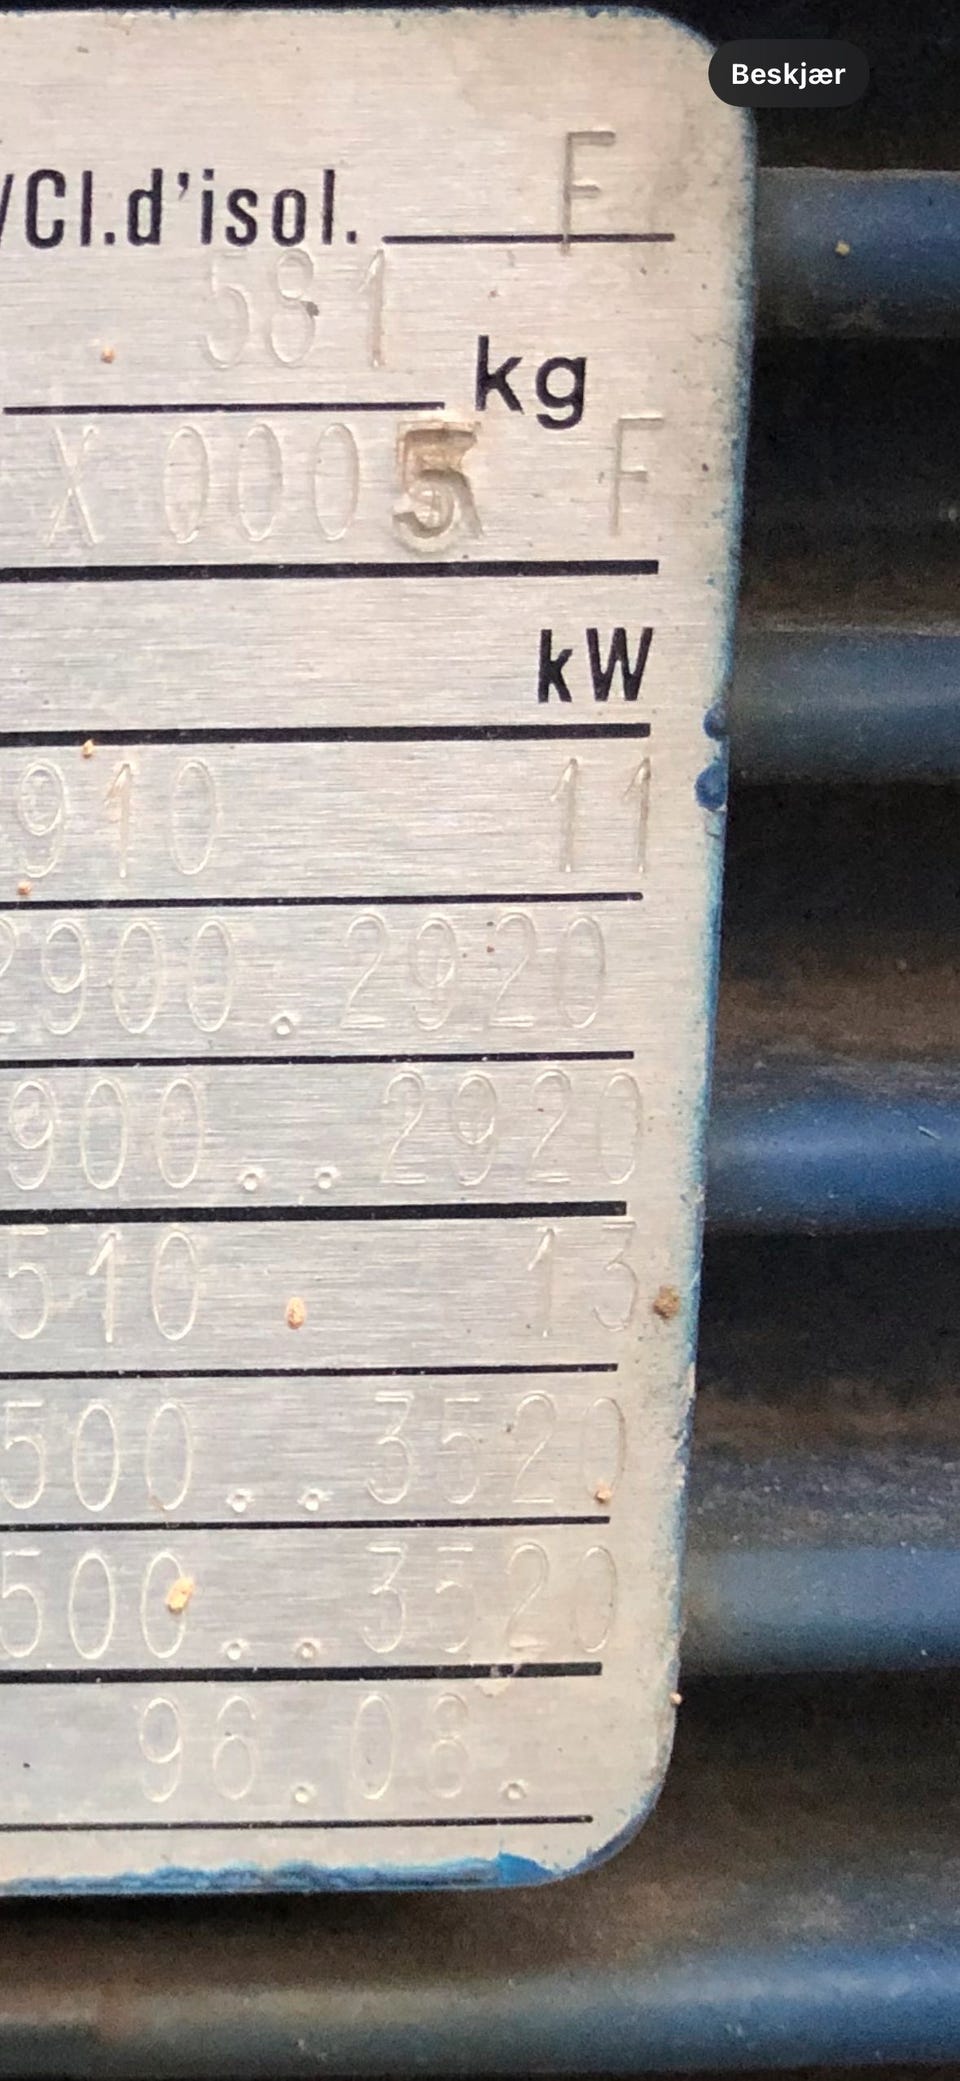 Beskjær
/Cl.d'isol. F
581 kg
X 0005 F
kW
910 11
2900.2920
900..2920
510 13
500..3520
500..3520
96.08.